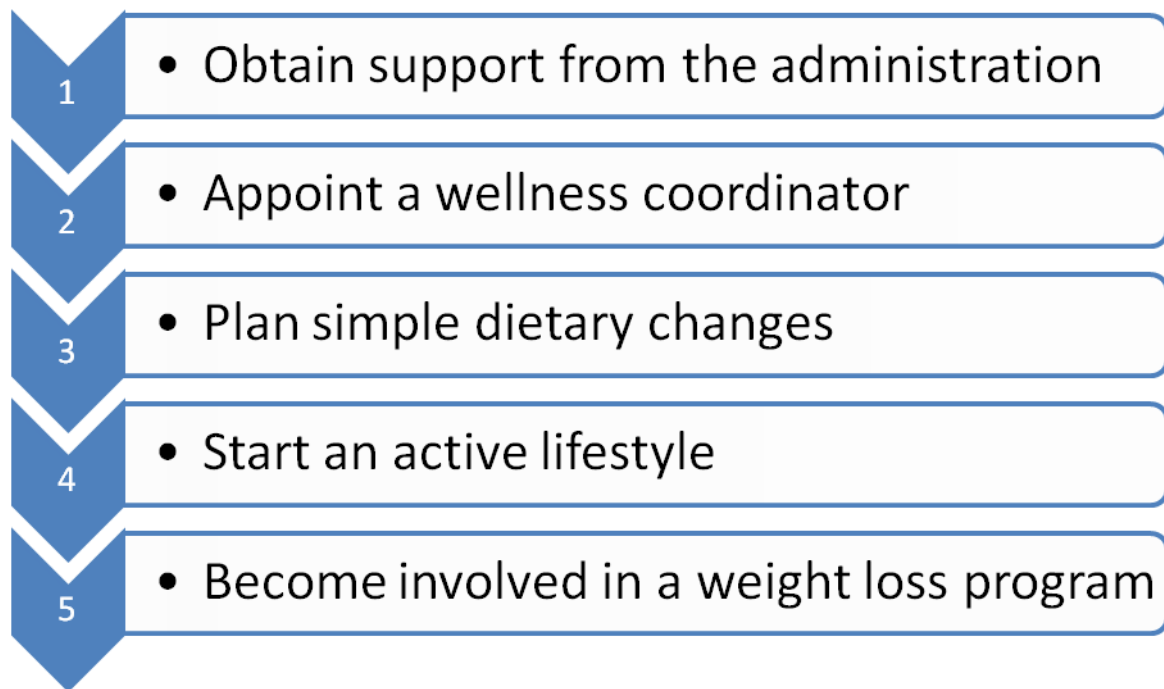 1
• Obtain support from the administration
2
• Appoint a wellness coordinator
3
• Plan simple dietary changes
4
• Start an active lifestyle
5
• Become involved in a weight loss program